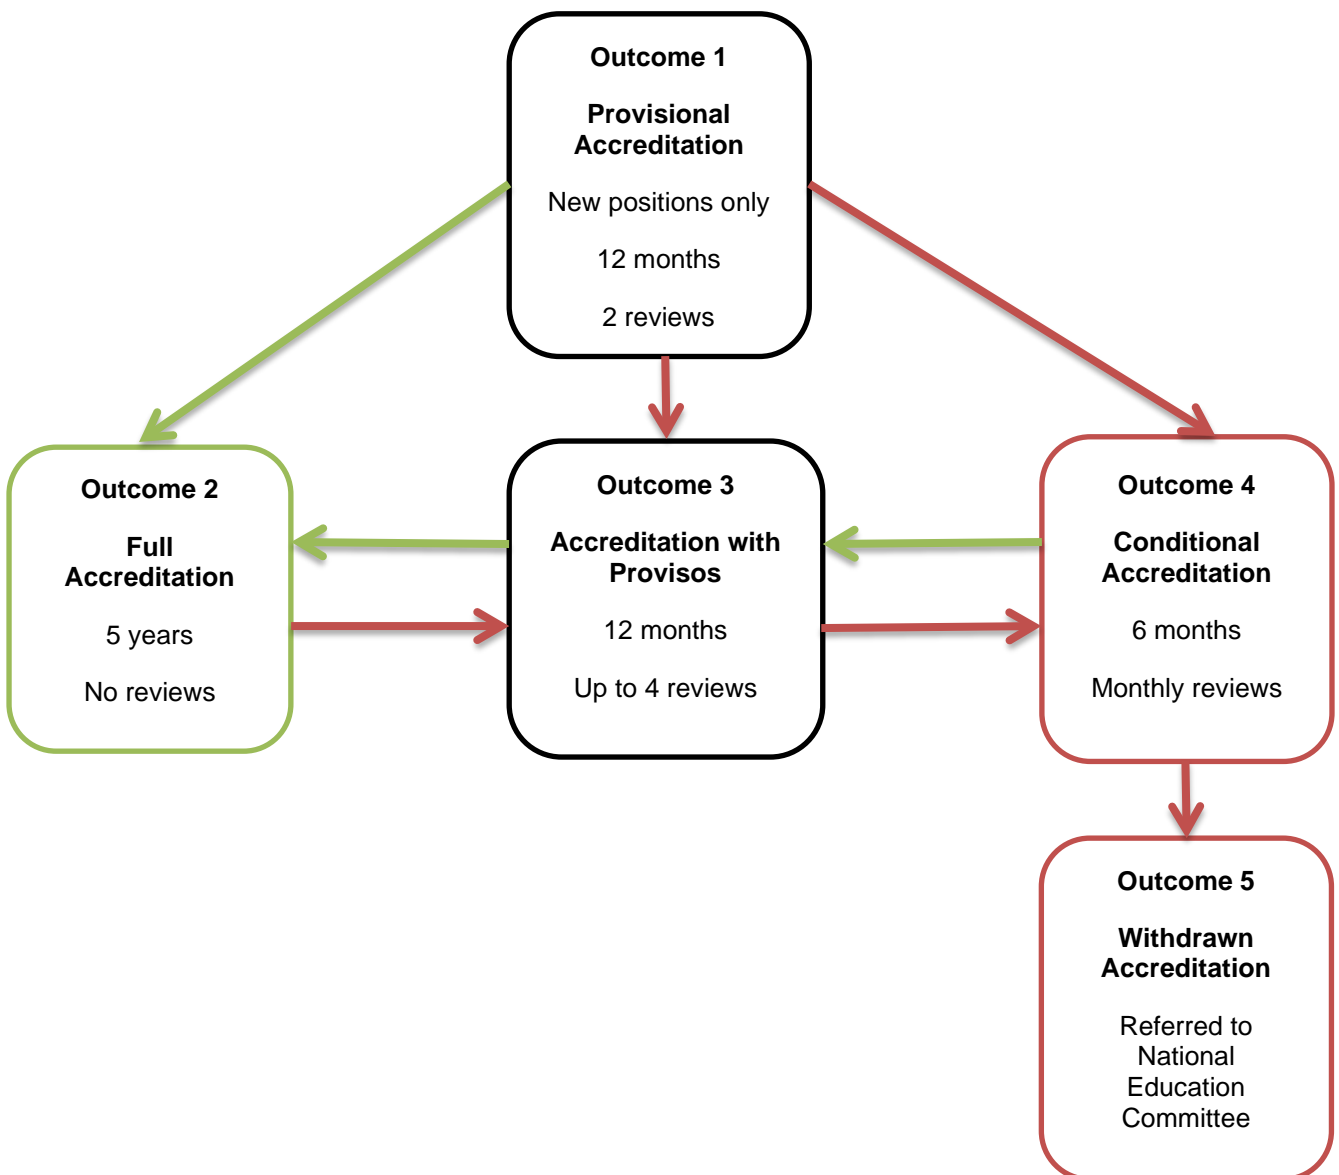 Outcome 1
Provisional
Accreditation
New positions only
12 months
2 reviews
Outcome 2
Full
Accreditation
5 years
No reviews
Outcome 3
Accreditation with
Provisos
12 months
Up to 4 reviews
Outcome 4
Conditional
Accreditation
6 months
Monthly reviews
Outcome 5
Withdrawn
Accreditation
Referred to
National
Education
Committee